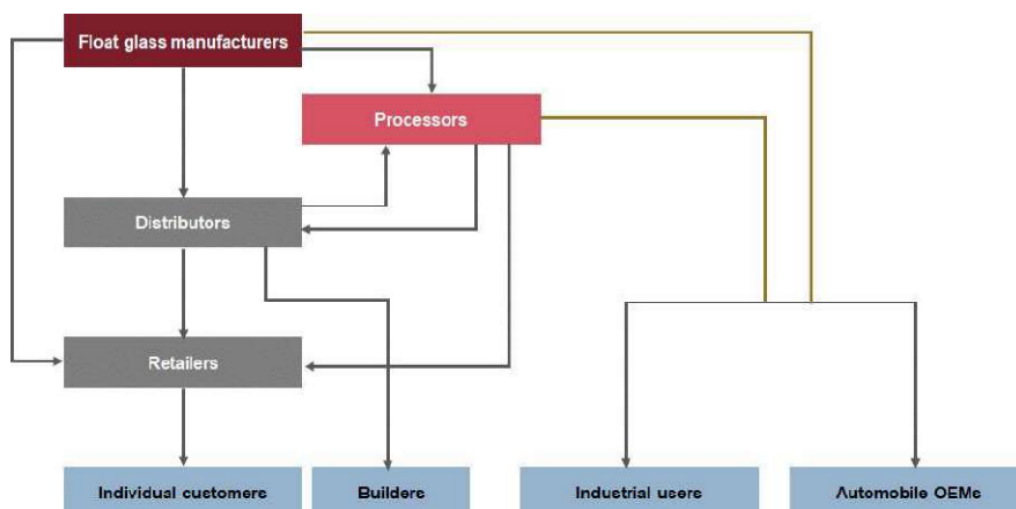 Float glass manufacturers
Processors
Distributors
Retailers
Individual customers
Builders
Industrial users
Automobile OEMs